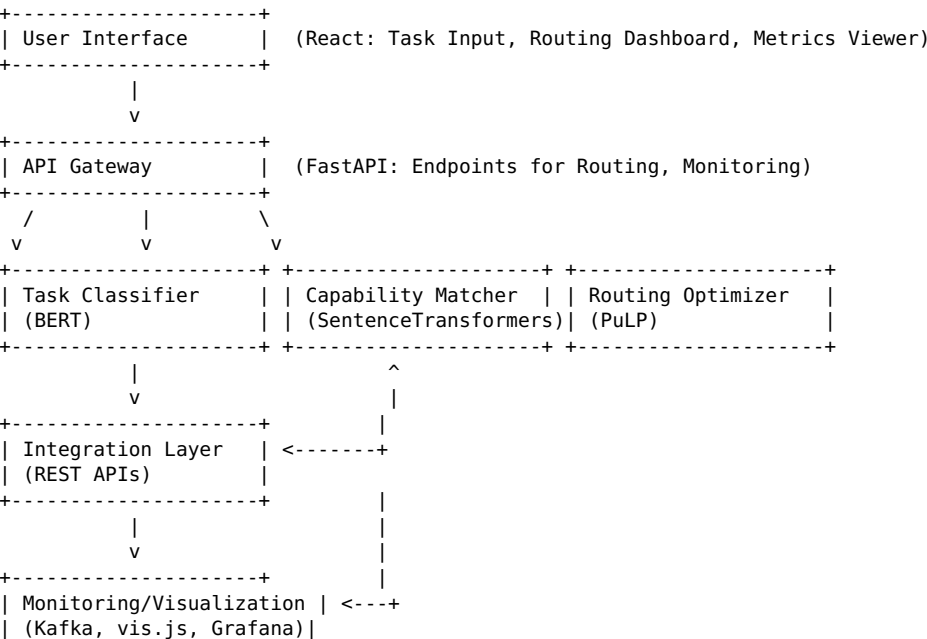 User Interface (React: Task Input, Routing Dashboard, Metrics Viewer)
API Gateway (FastAPI: Endpoints for Routing, Monitoring)
Task Classifier | | Capability Matcher | | Routing Optimizer
(BERT) | | (SentenceTransformers)| | (PuLP)
Integration Layer
(REST APIs)
Monitoring/Visualization
(Kafka, vis.js, Grafana)